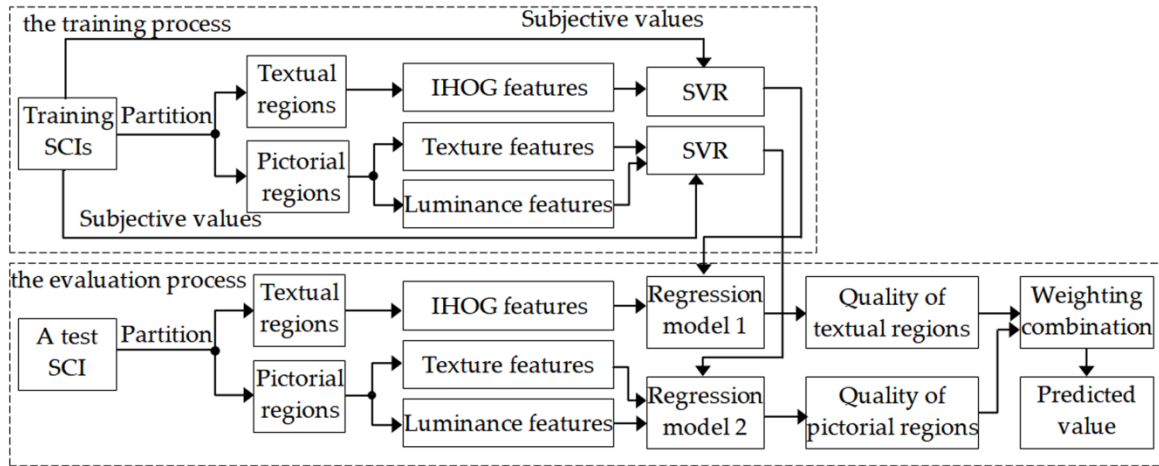 the training process
Subjective values
Training
SCIs
Partition
Textual
regions
IHOG features
SVR
Pictorial
regions
Texture features
Luminance features
SVR
Subjective values
the evaluation process
A test
SCI
Partition
Textual
regions
IHOG features
Regression
model 1
Quality of
textual regions
Weighting
combination
Pictorial
regions
Texture features
Luminance features
Regression
model 2
Quality of
pictorial regions
Predicted
value